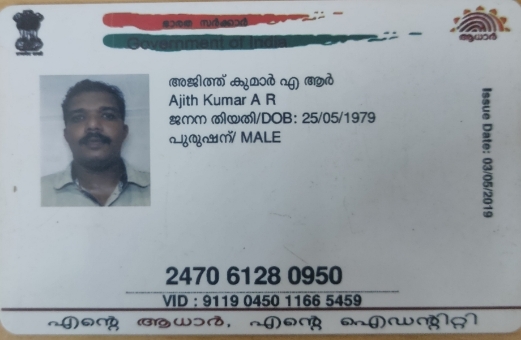 ഭാരത സർക്കാർ
Government of India
ആധാർ
അജിത്ത് കുമാർ എ ആർ
Ajith Kumar A R
ജനന തിയതി/DOB: 25/05/1979
പുരുഷന്/ MALE
Issue Date: 03/05/2019
2470 6128 0950
VID : 9119 0450 1166 5459
എന്റെ ആധാർ, എന്റെ ഐഡന്റിറ്റി